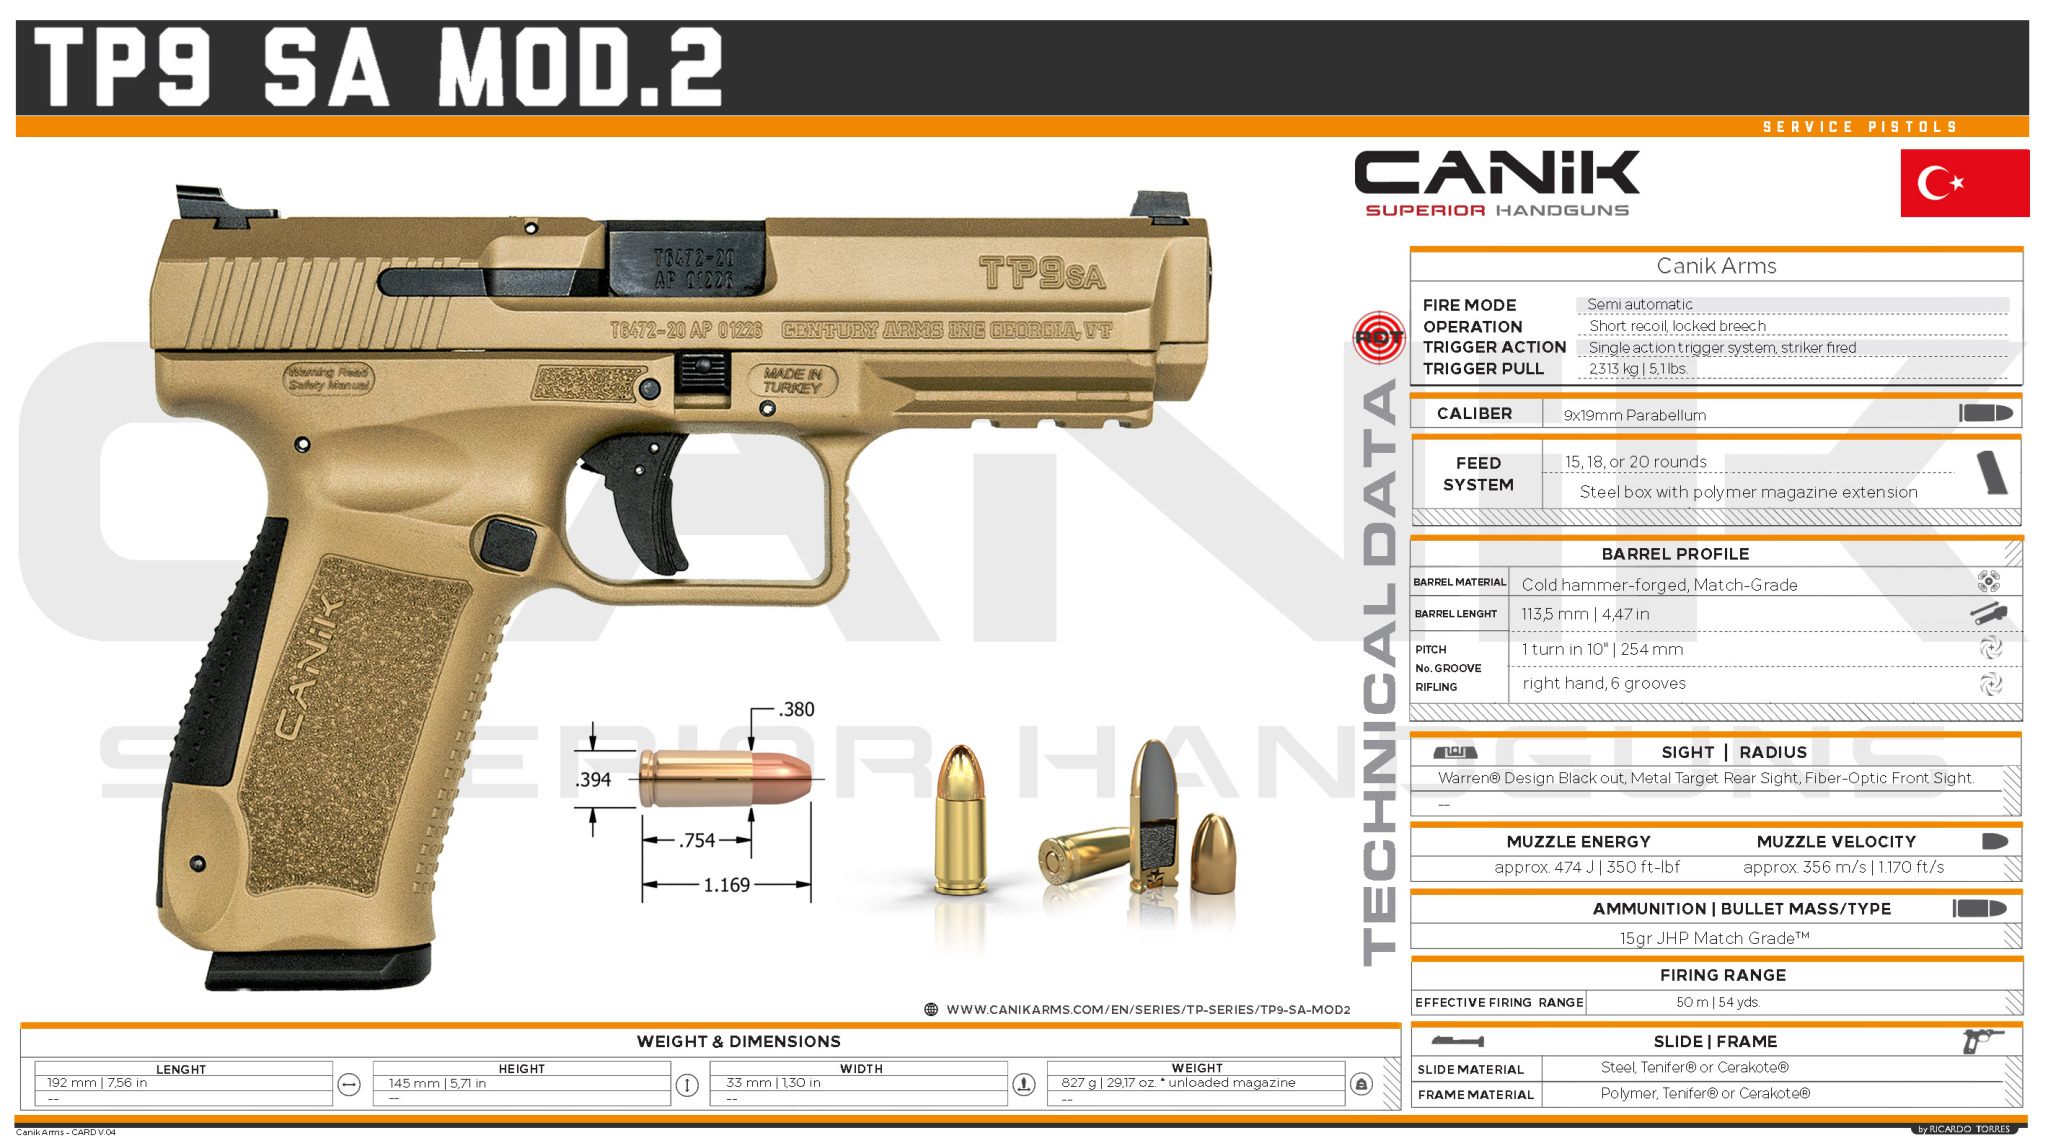 TP9 SA MOD.2
SERVICE PISTOLS
CANiK
SUPERIOR HANDGUNS
T6472-20
AP 01226
TP9SA
T6472-20 AP 01226 CENTURY ARMS INC GEORGIA, VT
Warning Read
Safety Manual
MADE IN
TURKEY
CANiK
CANiK
SUPERIOR HANDGUNS
.380
.394
.754
1.169
RDT
TECHNICAL DATA
Canik Arms
FIRE MODE Semi automatic
OPERATION Short recoil, locked breech
TRIGGER ACTION Single action trigger system, striker fired
TRIGGER PULL 2,313 kg | 5,1 lbs.
CALIBER 9x19mm Parabellum
FEED
SYSTEM
15, 18, or 20 rounds
Steel box with polymer magazine extension
BARREL PROFILE
BARREL MATERIAL Cold hammer-forged, Match-Grade
BARREL LENGHT 113,5 mm | 4,47 in
PITCH 1 turn in 10" | 254 mm
No. GROOVE
RIFLING right hand, 6 grooves
SIGHT | RADIUS
Warren® Design Black out, Metal Target Rear Sight, Fiber-Optic Front Sight.
--
MUZZLE ENERGY MUZZLE VELOCITY
approx. 474 J | 350 ft-lbf approx. 356 m/s | 1.170 ft/s
AMMUNITION | BULLET MASS/TYPE
15gr JHP Match Grade™
FIRING RANGE
EFFECTIVE FIRING RANGE 50 m | 54 yds.
SLIDE | FRAME
SLIDE MATERIAL Steel, Tenifer® or Cerakote®
FRAME MATERIAL Polymer, Tenifer® or Cerakote®
WWW.CANIKARMS.COM/EN/SERIES/TP-SERIES/TP9-SA-MOD2
WEIGHT & DIMENSIONS
LENGHT HEIGHT WIDTH WEIGHT
192 mm | 7,56 in 145 mm | 5,71 in 33 mm | 1,30 in 827 g | 29,17 oz. * unloaded magazine
-- -- -- --
Canik Arms - CARD V.04
by RICARDO TORRES